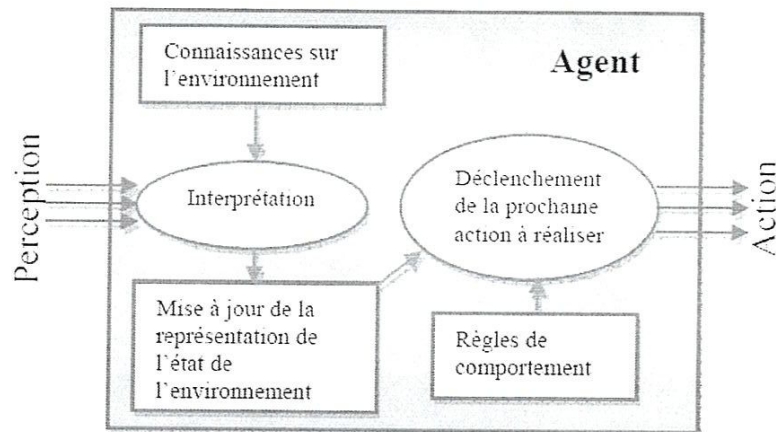 Connaissances sur
l'environnement
Agent
Perception
Interprétation
Déclenchement
de la prochaine
action à réaliser
Action
Mise à jour de la
représentation de
l'état de
l'environnement
Règles de
comportement